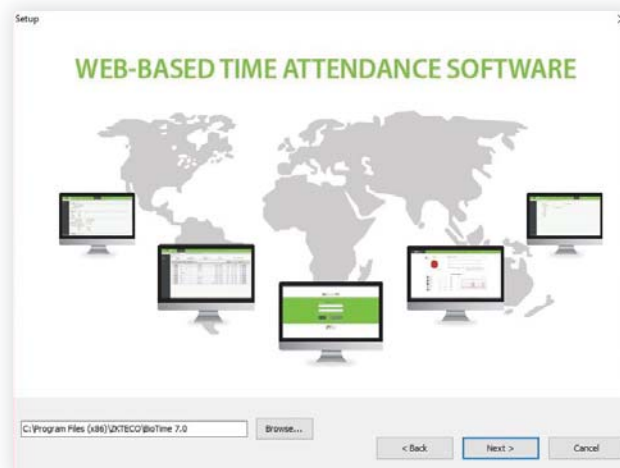 Setup
WEB-BASED TIME ATTENDANCE SOFTWARE
C:\Program Files (x86)\ZKTECO\BioTime 7.0
Browse...
< Back
Next >
Cancel